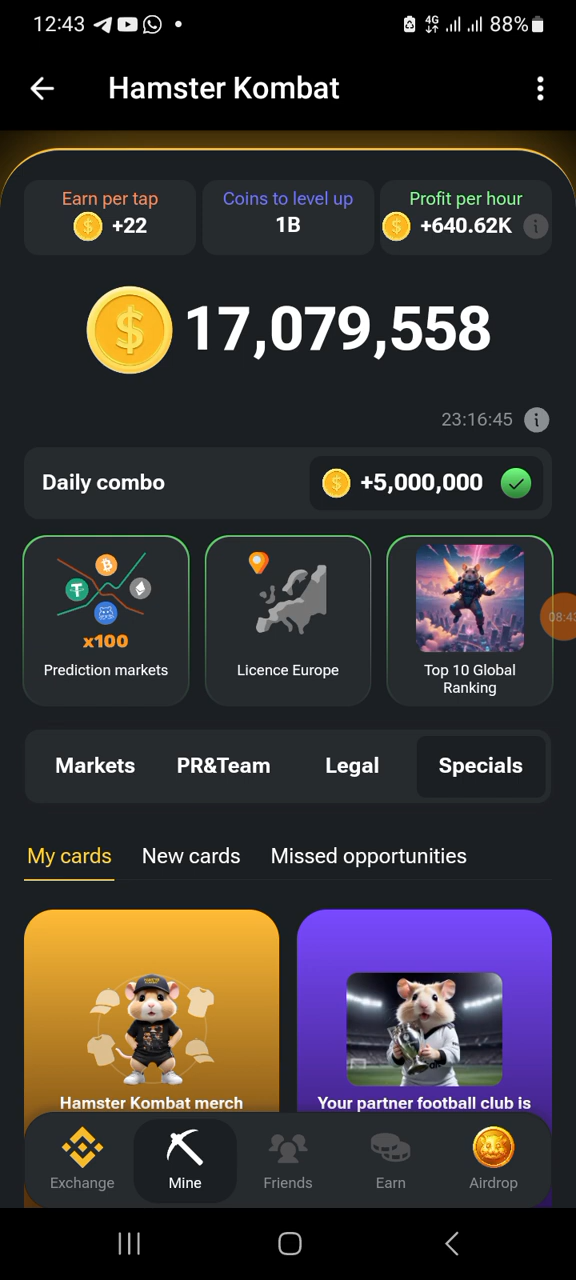 12:43
4G
88%
Hamster Kombat
Earn per tap
+22
Coins to level up
1B
Profit per hour
+640.62K
17,079,558
23:16:45
Daily combo
+5,000,000
x100
Prediction markets
Licence Europe
Top 10 Global
Ranking
08:43
Markets
PR&Team
Legal
Specials
My cards
New cards
Missed opportunities
Hamster Kombat merch
Your partner football club is
Exchange
Mine
Friends
Earn
Airdrop